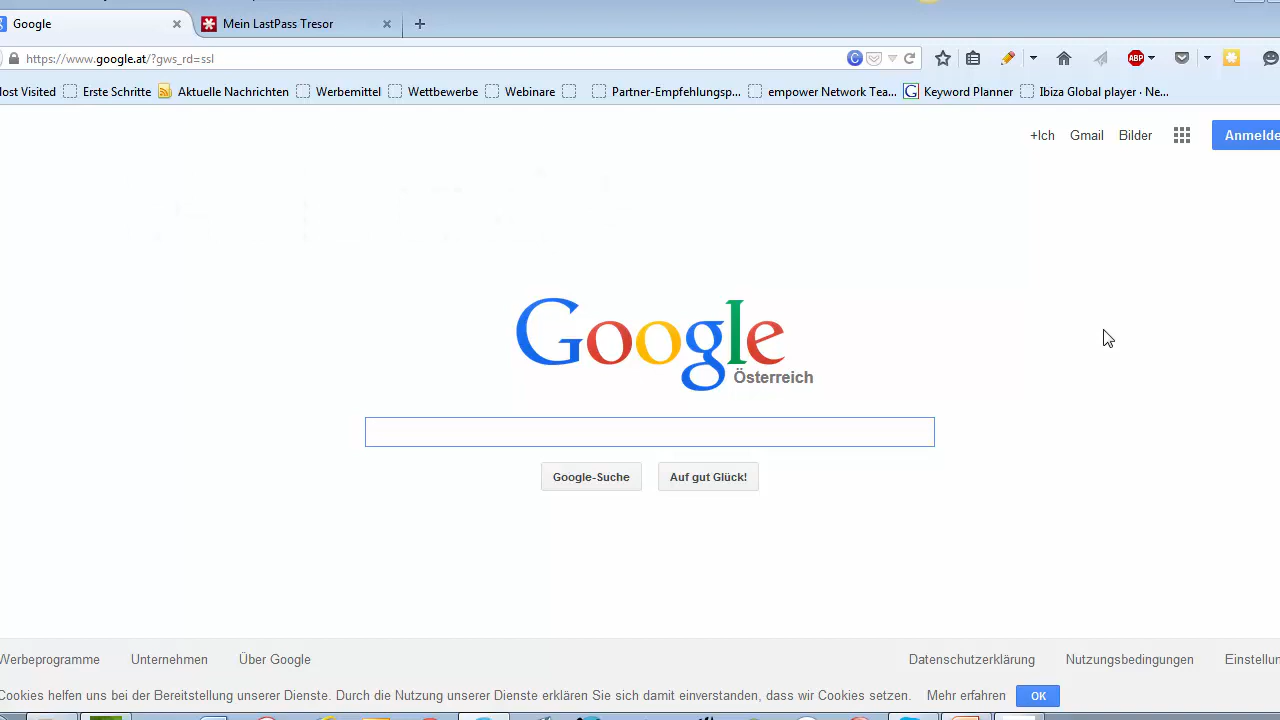 Google
Mein LastPass Tresor
https://www.google.at/?gws_rd=ssl
ABP
ost Visited
Erste Schritte
Aktuelle Nachrichten
Werbemittel
Wettbewerbe
Webinare
Partner-Empfehlungsp...
empower Network Tea...
Keyword Planner
Ibiza Global player · Ne...
+Ich
Gmail
Bilder
Anmelde
Google
Österreich
Google-Suche
Auf gut Glück!
Werbeprogramme
Unternehmen
Über Google
Datenschutzerklärung
Nutzungsbedingungen
Einstellun
Cookies helfen uns bei der Bereitstellung unserer Dienste. Durch die Nutzung unserer Dienste erklären Sie sich damit einverstanden, dass wir Cookies setzen.
Mehr erfahren
OK